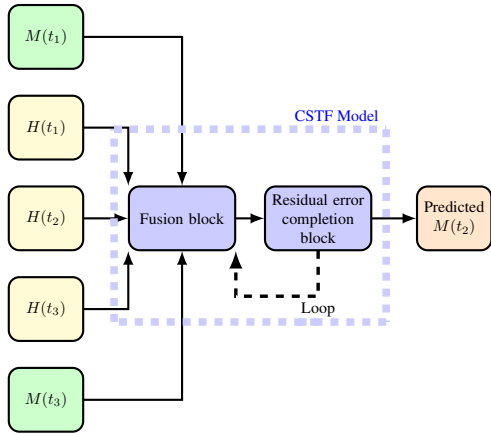 M(t₁)
H(t₁)
CSTF Model
H(t₂)
Fusion block
Residual error
completion
block
Predicted
M(t₂)
H(t₃)
Loop
M(t₃)